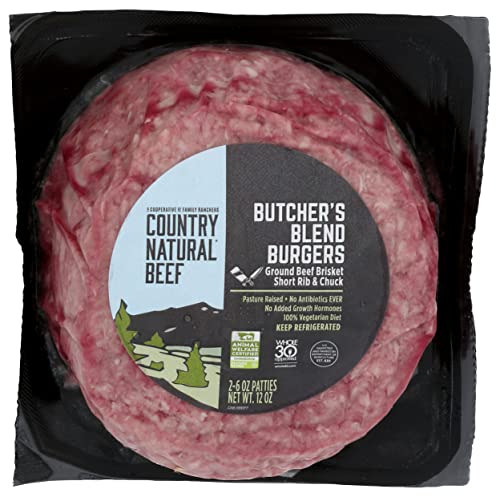 A COOPERATIVE OF FAMILY RANCHERS
COUNTRY
NATURAL
BEEF
BUTCHER'S
BLEND
BURGERS
Ground Beef Brisket
Short Rib & Chuck
Pasture Raised • No Antibiotics EVER
No Added Growth Hormones
100% Vegetarian Diet
KEEP REFRIGERATED
ANIMAL
WELFARE
CERTIFIED
WHOLE
30
APPROVED
EST.
2-6 OZ PATTIES
NET WT. 12 OZ